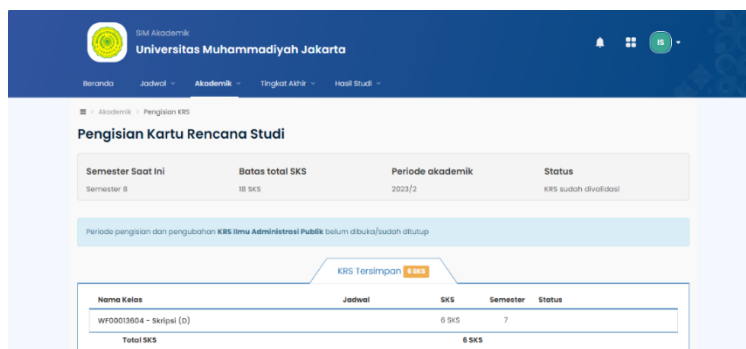 SIM Akademik
Universitas Muhammadiyah Jakarta
IS
Beranda Jadwal Akademik Tingkat Akhir Hasil Studi
Akademik > Pengisian KRS
Pengisian Kartu Rencana Studi
Semester Saat Ini Batas total SKS Periode akademik Status
Semester 8 18 SKS 2023/2 KRS sudah divalidasi
Periode pengisian dan pengubahan KRS Ilmu Administrasi Publik belum dibuka/sudah ditutup
KRS Tersimpan 6 SKS
Nama Kelas Jadwal SKS Semester Status
WF00013604 - Skripsi (D) 6 SKS 7
Total SKS 6 SKS